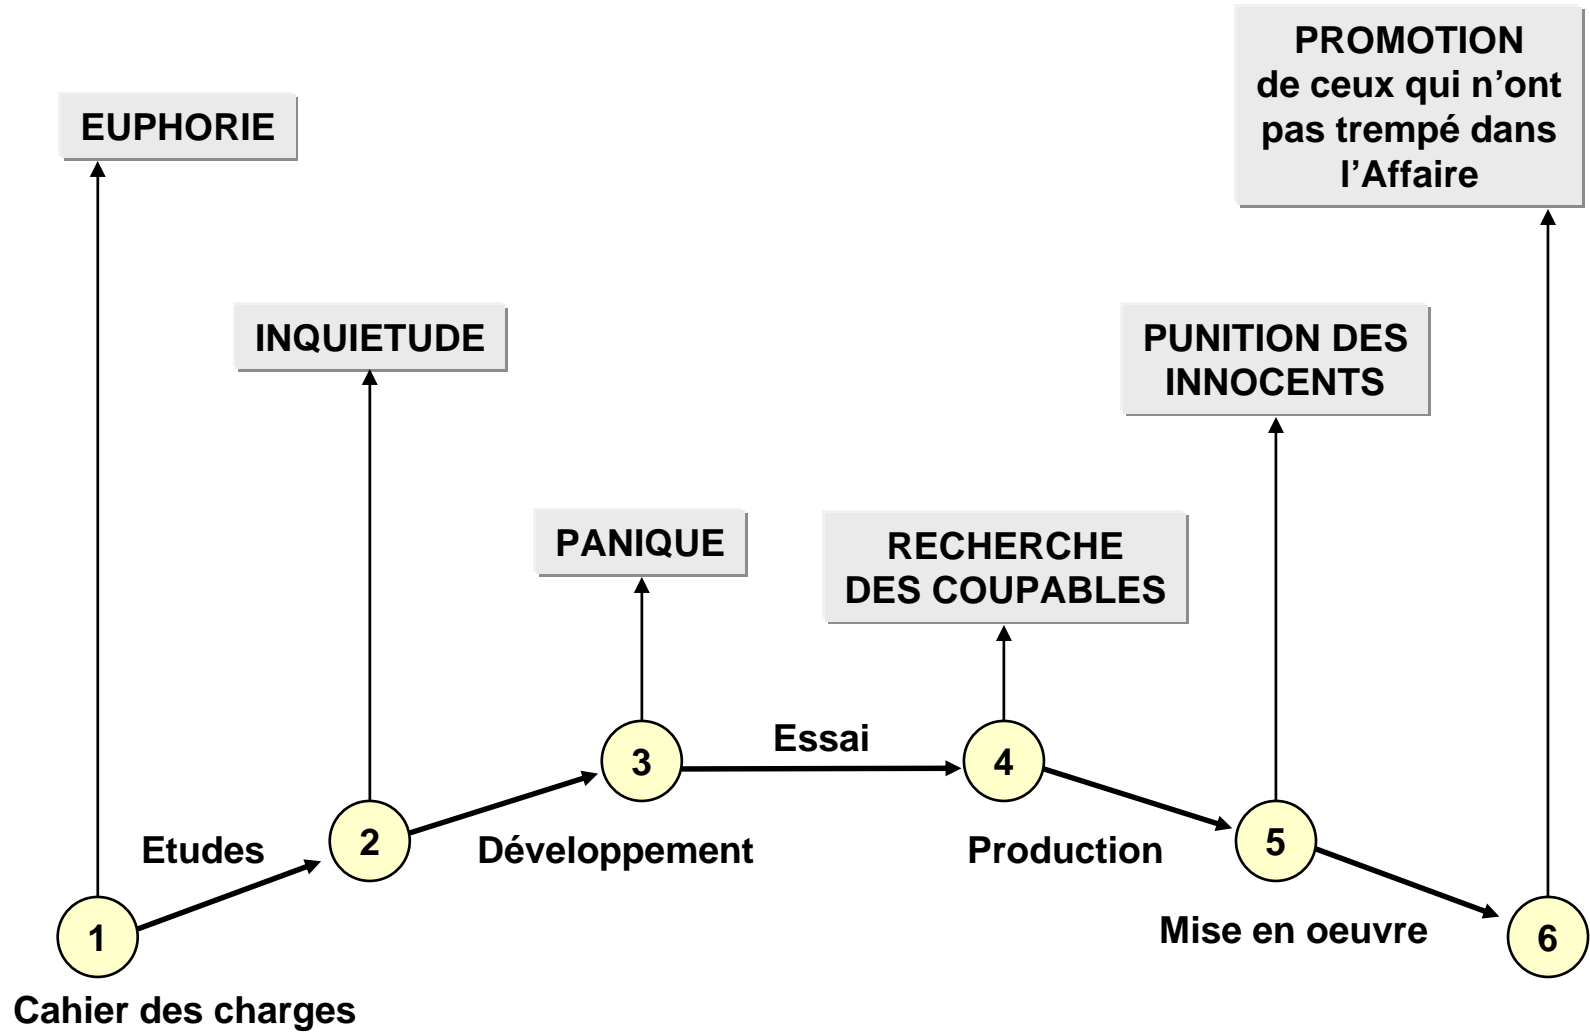 PROMOTION
de ceux qui n’ont
pas trempé dans
l’Affaire
EUPHORIE
INQUIETUDE
PUNITION DES
INNOCENTS
PANIQUE
RECHERCHE
DES COUPABLES
Essai
3
4
Etudes
2
Développement
Production
5
1
Mise en oeuvre
6
Cahier des charges